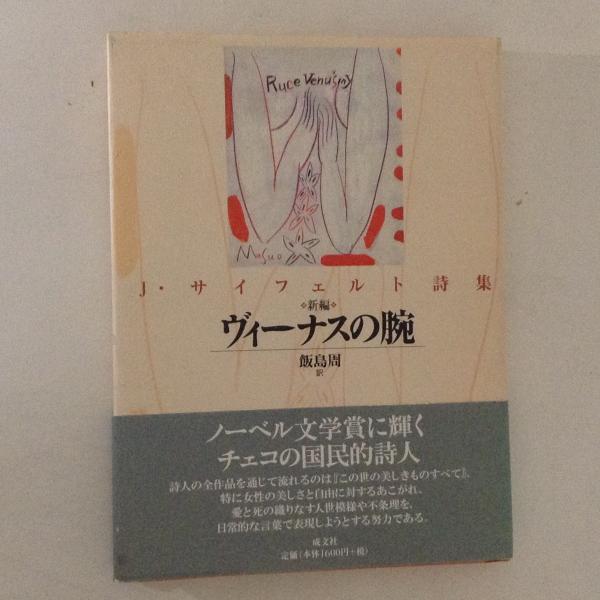 Ruce Venušiny
Masuo
J・サイフェルト詩集
❖新編❖
ヴィーナスの腕
飯島周
訳
ノーベル文学賞に輝く
チェコの国民的詩人
詩人の全作品を通じて流れるのは『この世の美しきものすべて』、
特に女性の美しさと自由に対するあこがれ、
愛と死の織りなす人世模様や不条理を、
日常的な言葉で表現しようとする努力である。
成文社
定価(本体1600円+税)